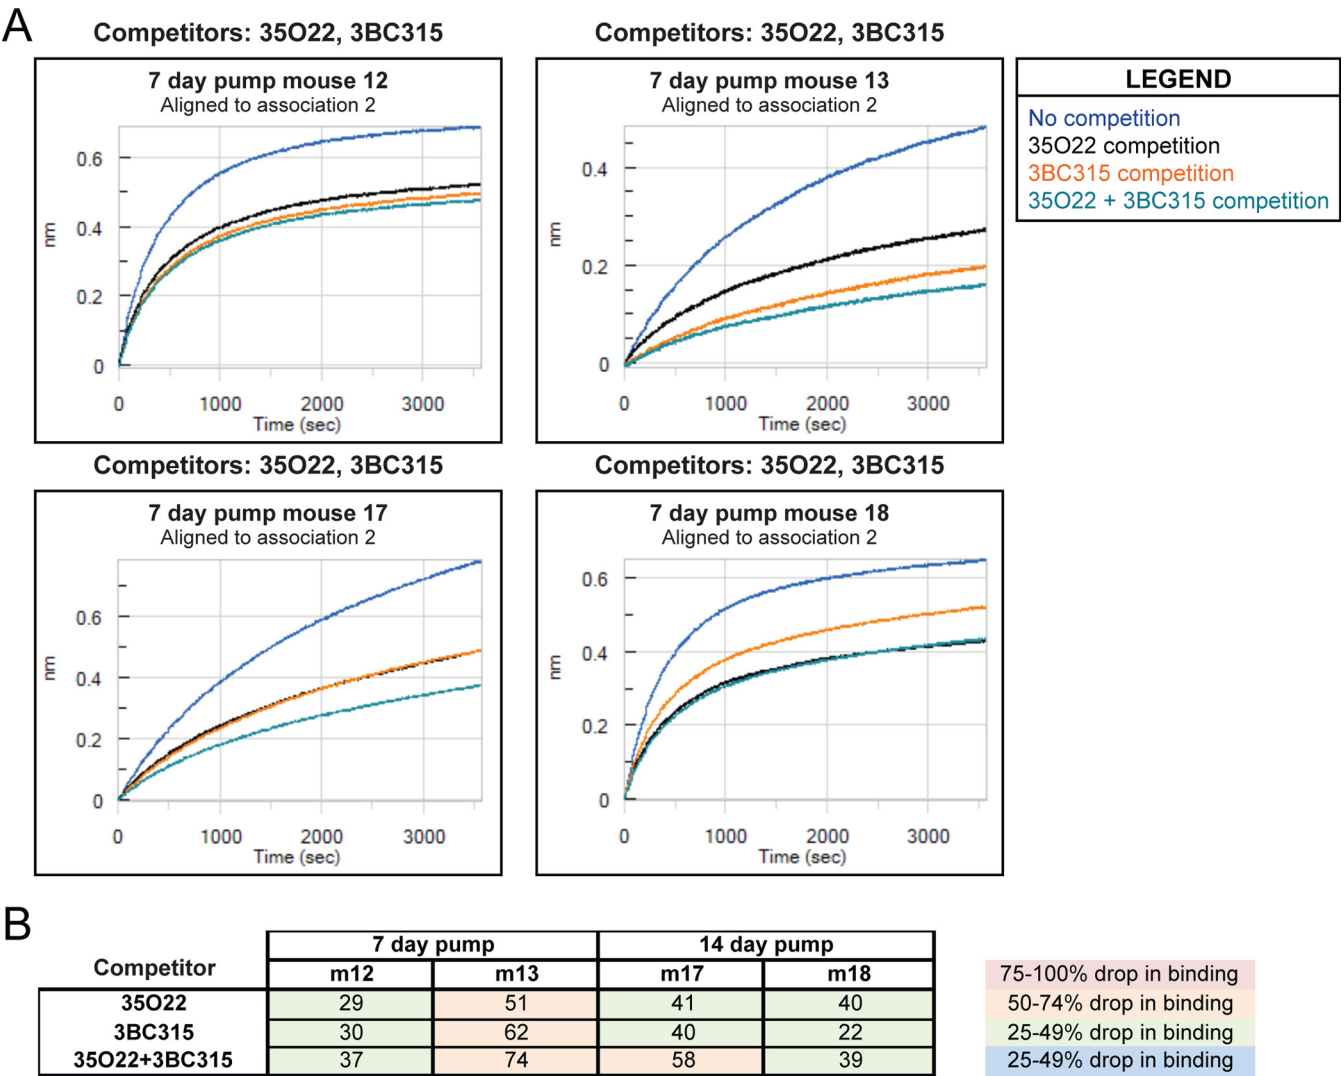 A
Competitors: 35O22, 3BC315
7 day pump mouse 12
Aligned to association 2
nm
0.6
0.4
0.2
0
0 1000 2000 3000
Time (sec)
Competitors: 35O22, 3BC315
7 day pump mouse 13
Aligned to association 2
nm
0.4
0.2
0
0 1000 2000 3000
Time (sec)
LEGEND
No competition
35O22 competition
3BC315 competition
35O22 + 3BC315 competition
Competitors: 35O22, 3BC315
7 day pump mouse 17
Aligned to association 2
nm
0.6
0.4
0.2
0
0 1000 2000 3000
Time (sec)
Competitors: 35O22, 3BC315
7 day pump mouse 18
Aligned to association 2
nm
0.6
0.4
0.2
0
0 1000 2000 3000
Time (sec)
B
7 day pump 14 day pump
Competitor m12 m13 m17 m18
35O22 29 51 41 40
3BC315 30 62 40 22
35O22+3BC315 37 74 58 39
75-100% drop in binding
50-74% drop in binding
25-49% drop in binding
25-49% drop in binding